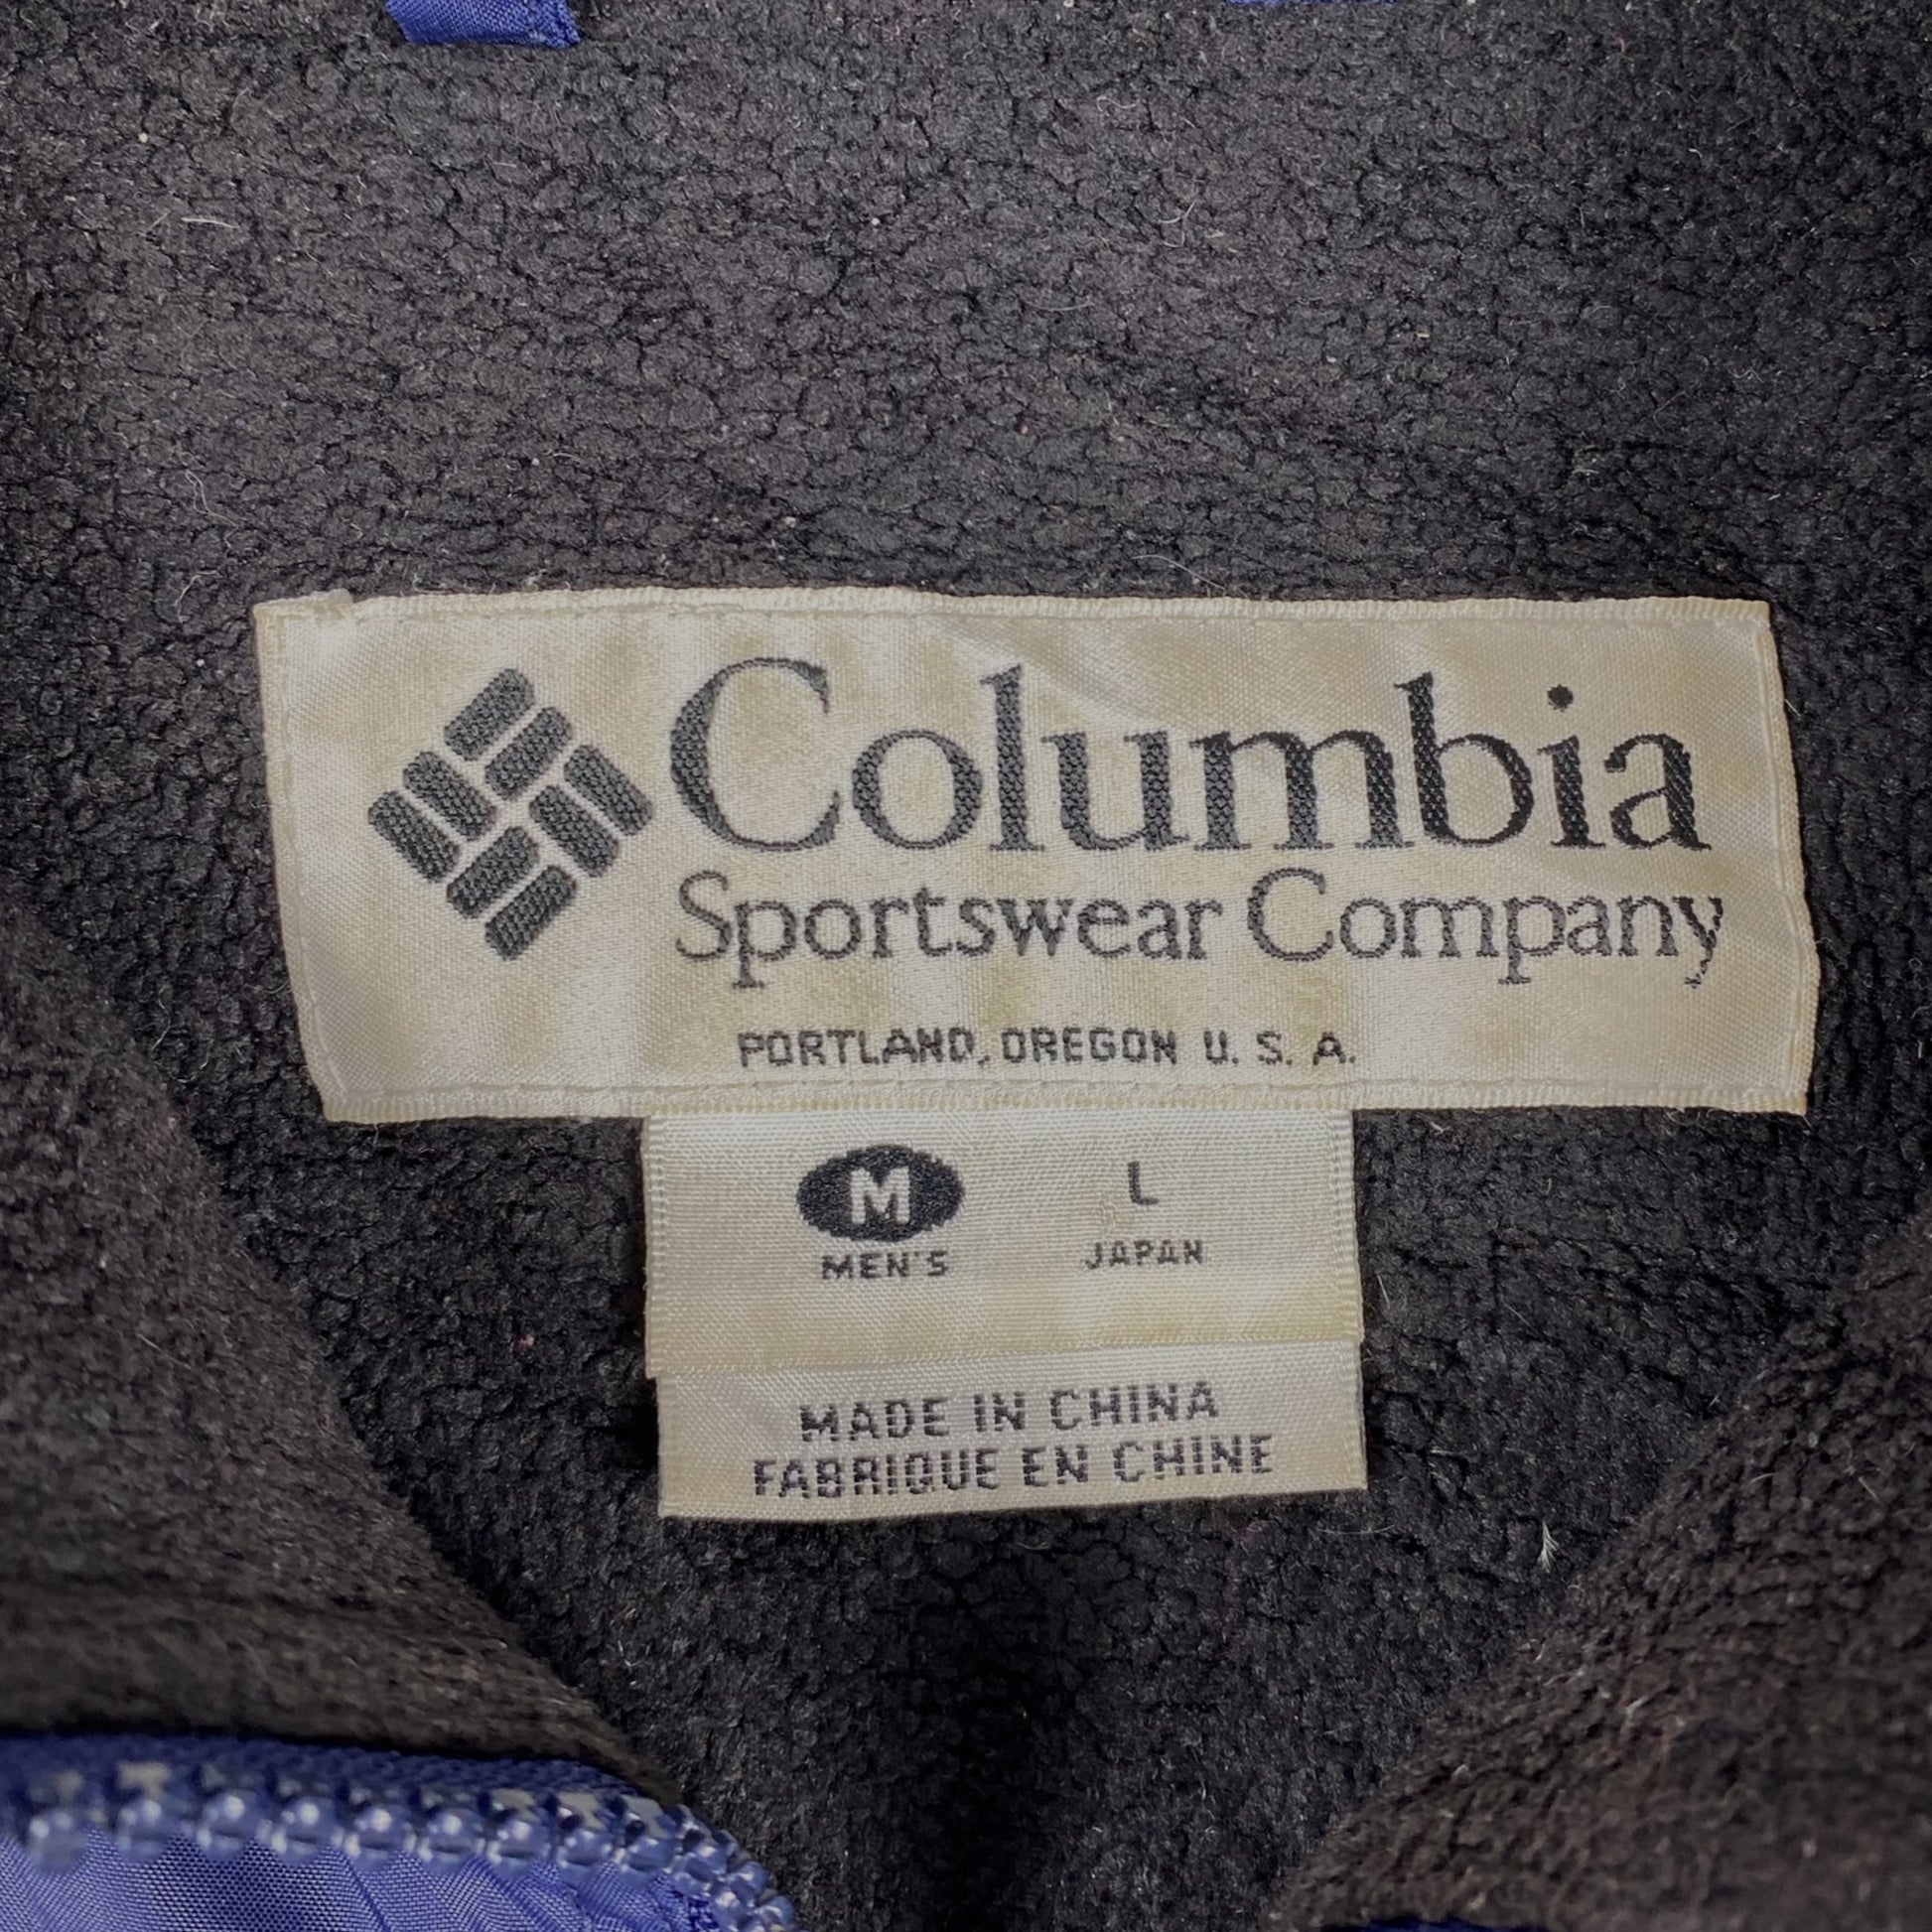 Columbia
Sportswear Company
PORTLAND, OREGON U. S. A.
M L
MEN'S JAPAN
MADE IN CHINA
FABRIQUE EN CHINE